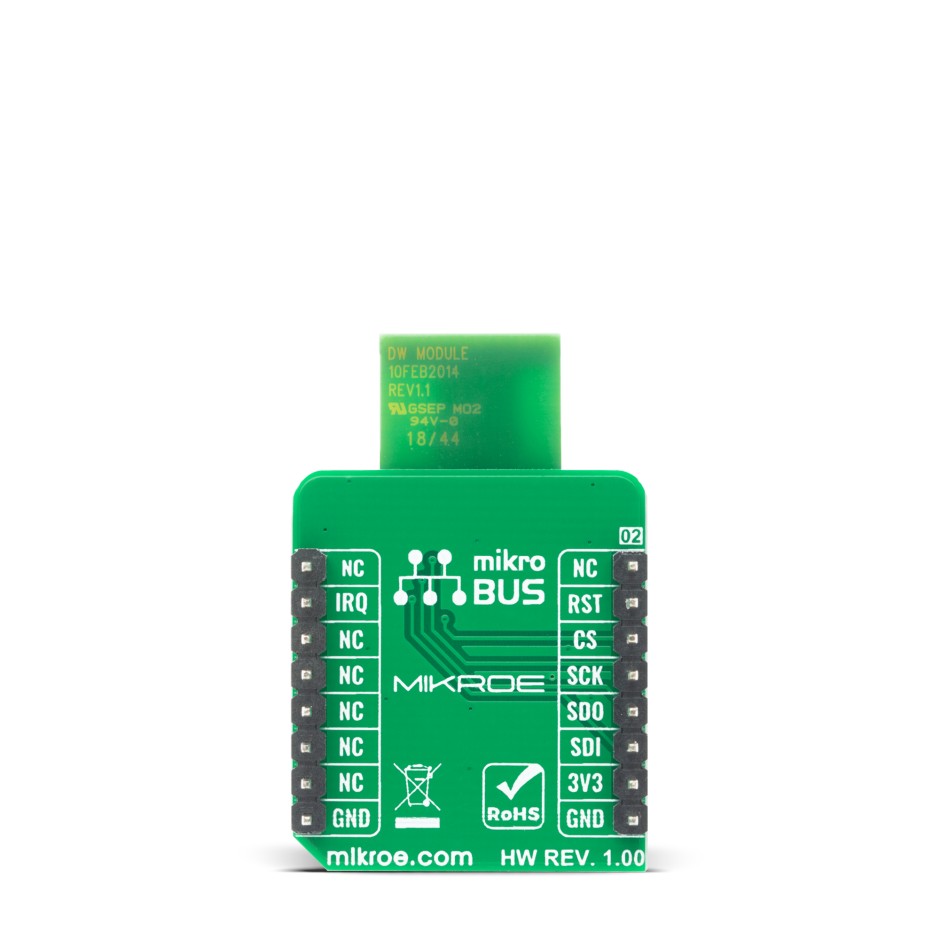 DW MODULE
10FEB2014
REV1.1
GSEP M02
94V-0
18/44
02
mikro
BUS
NC
IRQ
NC
NC
NC
NC
NC
GND
NC
RST
CS
SCK
SDO
SDI
3V3
GND
MIKROE
RoHS
mikroe.com
HW REV. 1.00